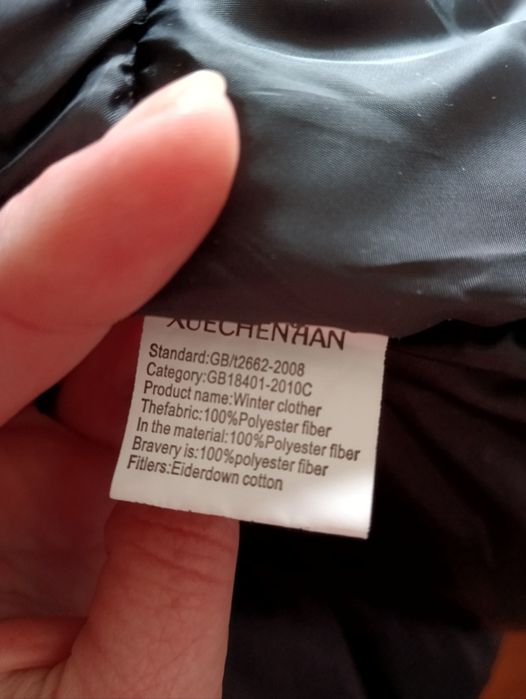 XUECHENHAN
Standard:GB/t2662-2008
Category:GB18401-2010C
Product name:Winter clother
Thefabric:100%Polyester fiber
In the material:100%Polyester fiber
Bravery is:100%polyester fiber
Fitlers:Eiderdown cotton